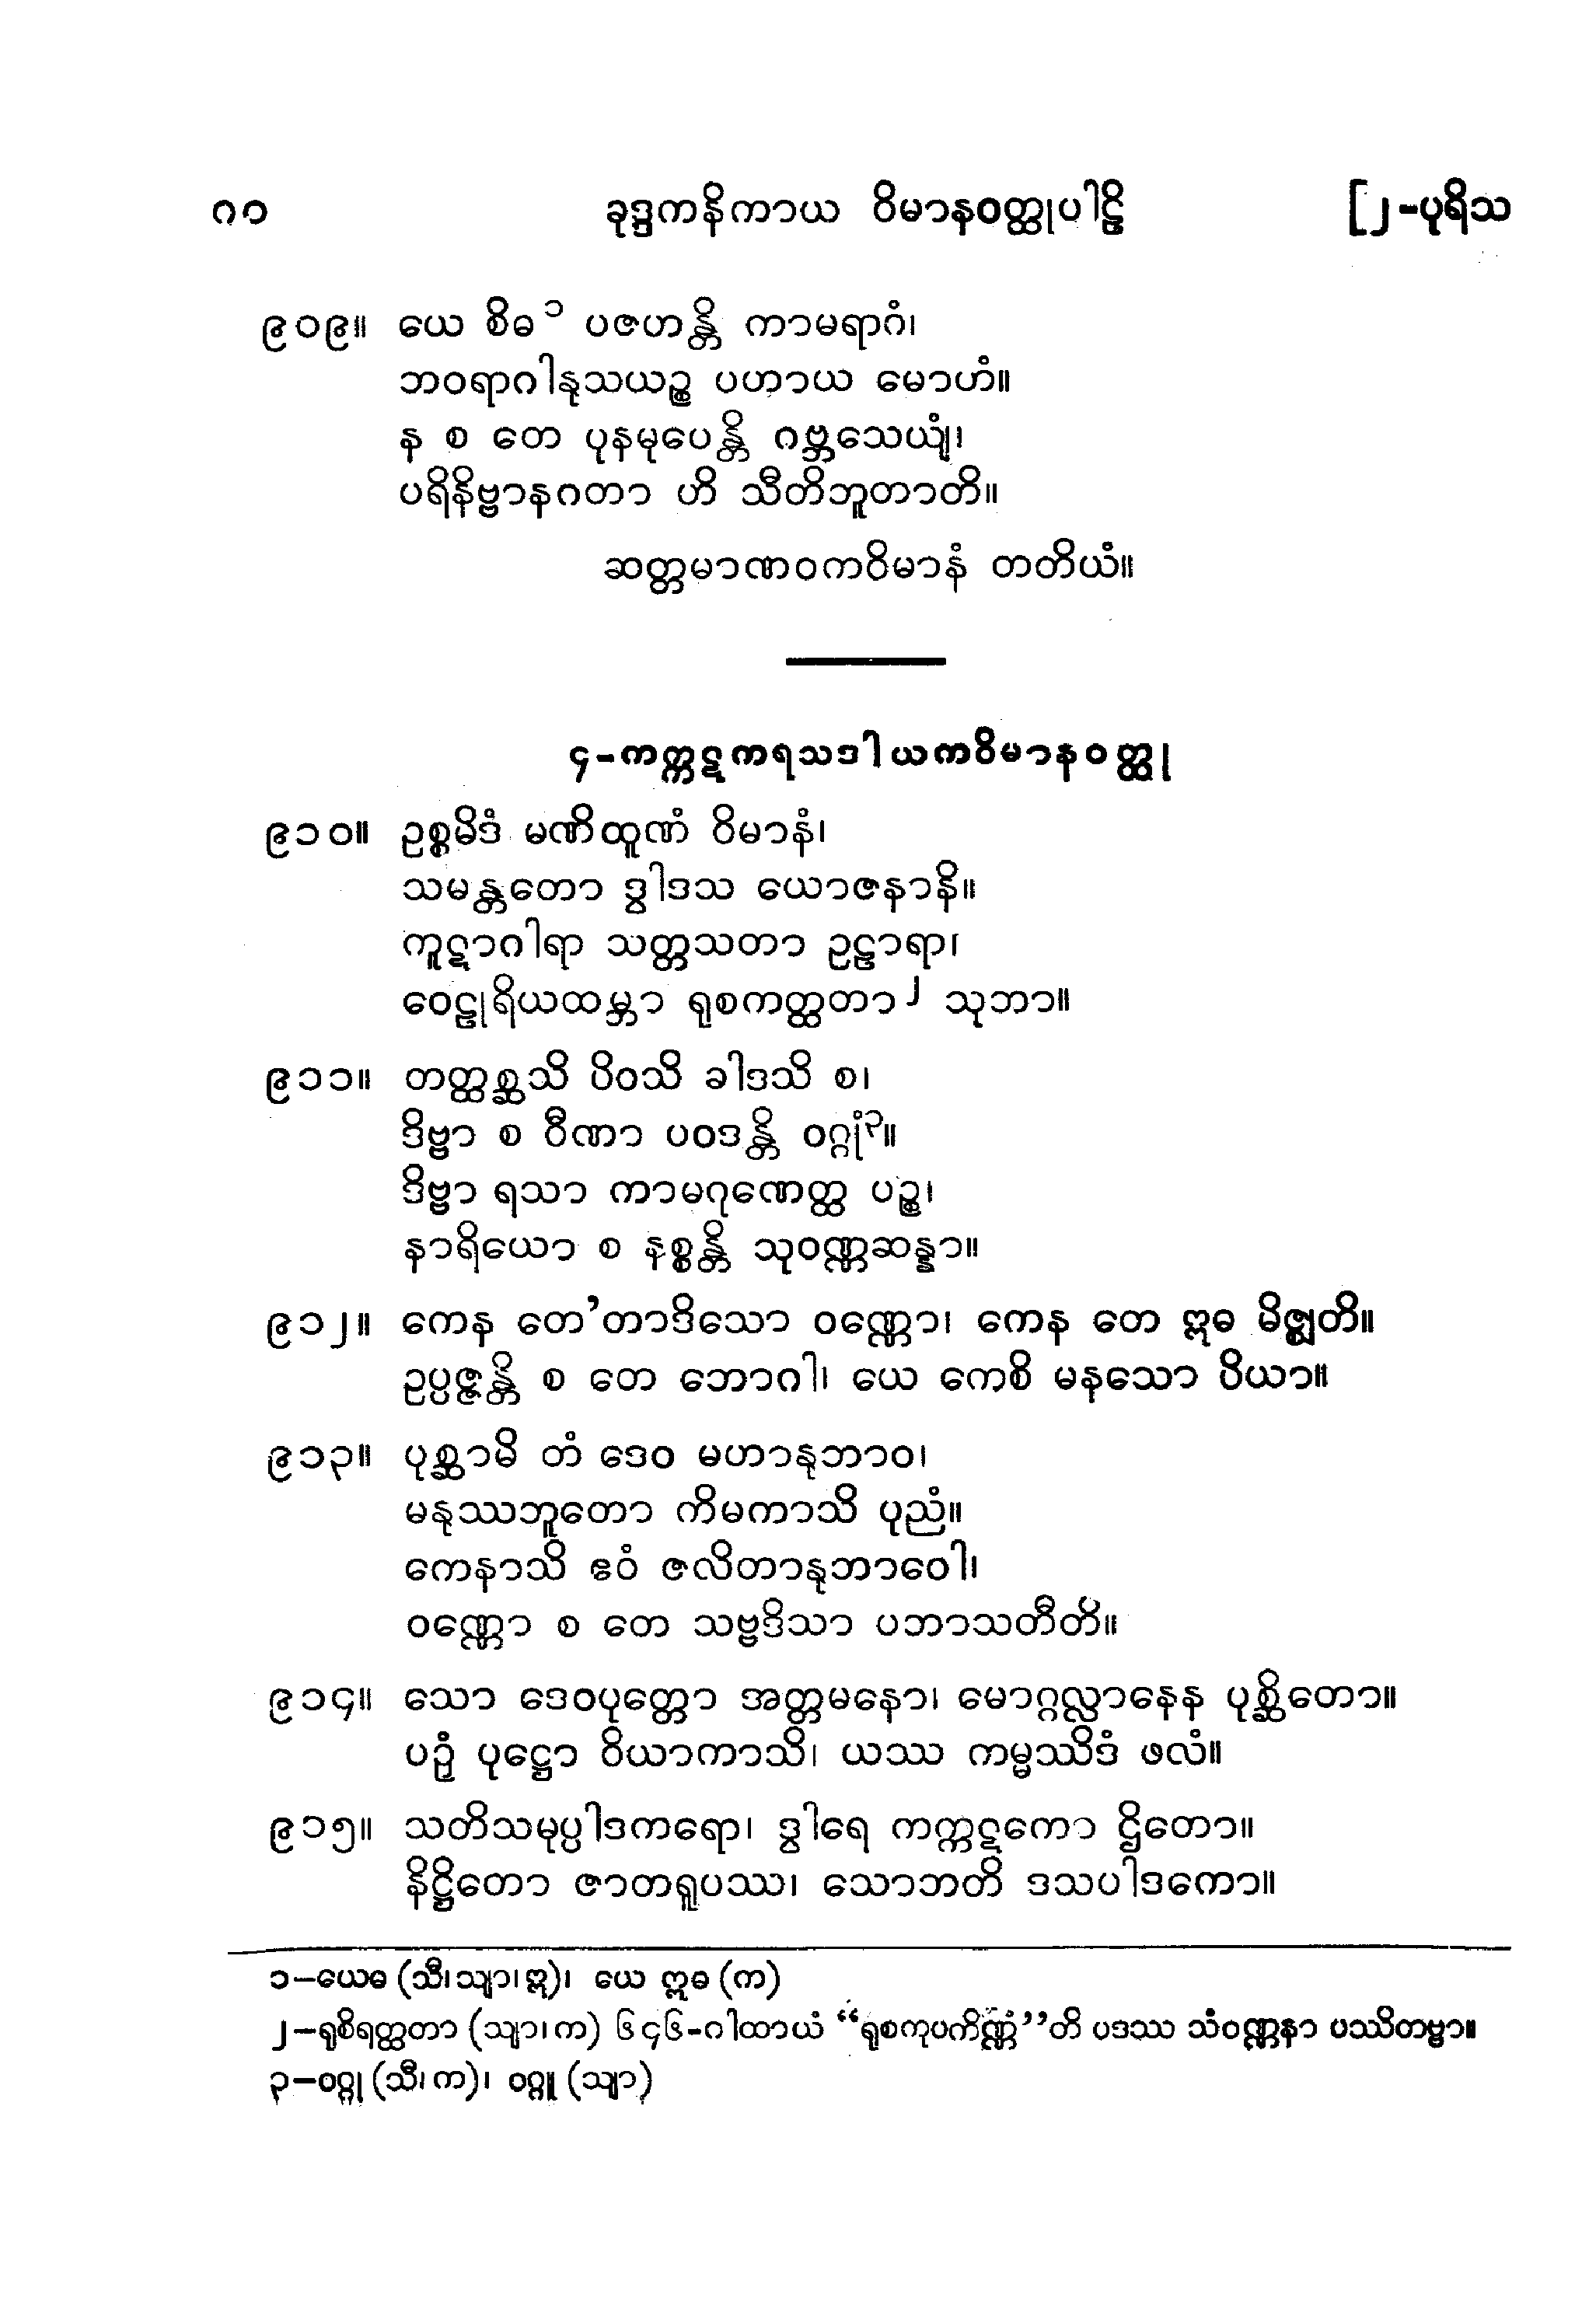 ၈၀ ခုဒ္ဒကနိကာယ ဝိမာနဝတ္ထုပါဠိ [၂-ပုရိသ
၉၀၉။ ယေ စိဓ ၁ ပဇဟန္တိ ကာမရာဂံ၊
ဘဝရာဂါနုသယဉ္စ ပဟာယ မောဟံ။
န စ တေ ပုနမုပေန္တိ ဂဗ္ဘသေယျံ၊
ပရိနိဗ္ဗာနဂတာ ဟိ သီတိဘူတာတိ။
ဆတ္တမာဏဝကဝိမာနံ တတိယံ။
၄-ကက္ကဋကရသဒါယကဝိမာနဝတ္ထု
၉၁၀။ ဥစ္စမိဒံ မဏိထူဏံ ဝိမာနံ၊
သမန္တတော ဒွါဒသ ယောဇနာနိ။
ကူဋာဂါရာ သတ္တသတာ ဥဠာရာ၊
ဝေဠုရိယထမ္ဘာ ရုစကတ္ထတာ ၂ သုဘာ။
၉၁၁။ တတ္ထစ္ဆသိ ပိဝသိ ခါဒသိ စ၊
ဒိဗ္ဗာ စ ဝီဏာ ပဝဒန္တိ ဝဂ္ဂုံ ၃။
ဒိဗ္ဗာ ရသာ ကာမဂုဏေတ္ထ ပဉ္စ၊
နာရိယော စ နစ္စန္တိ သုဝဏ္ဏဆန္နာ။
၉၁၂။ ကေန တေ’တာဒိသော ဝဏ္ဏော၊ ကေန တေ ဣဓ မိဇ္ဈတိ။
ဥပ္ပဇ္ဇန္တိ စ တေ ဘောဂါ၊ ယေ ကေစိ မနသော ပိယာ။
၉၁၃။ ပုစ္ဆာမိ တံ ဒေဝ မဟာနုဘာဝ၊
မနုဿဘူတော ကိမကာသိ ပုညံ။
ကေနာသိ ဧဝံ ဇလိတာနုဘာဝေါ၊
ဝဏ္ဏော စ တေ သဗ္ဗဒိသာ ပဘာသတီတိ။
၉၁၄။ သော ဒေဝပုတ္တော အတ္တမနော၊ မောဂ္ဂလ္လာနေန ပုစ္ဆိတော။
ပဉှံ ပုဋ္ဌော ဝိယာကာသိ၊ ယဿ ကမ္မဿိဒံ ဖလံ။
၉၁၅။ သတိသမုပ္ပါဒကရော၊ ဒွါရေ ကက္ကဋကော ဌိတော။
နိဋ္ဌိတော ဇာတရူပဿ၊ သောဘတိ ဒသပါဒကော။
၁-ယေဓ (သီ၊ သျာ၊ ဣ)၊ ယေ ဣဓ (က)
၂-ရုစိရတ္ထတာ (သျာ၊ က) ၆၄၆-ဂါထာယံ “ရုစကုပကိဏ္ဏံ”တိ ပဒဿ သံဝဏ္ဏနာ ပဿိတဗ္ဗာ။
၃-ဝဂ္ဂု (သီ၊ က)၊ ဝဂ္ဂူ (သျာ)